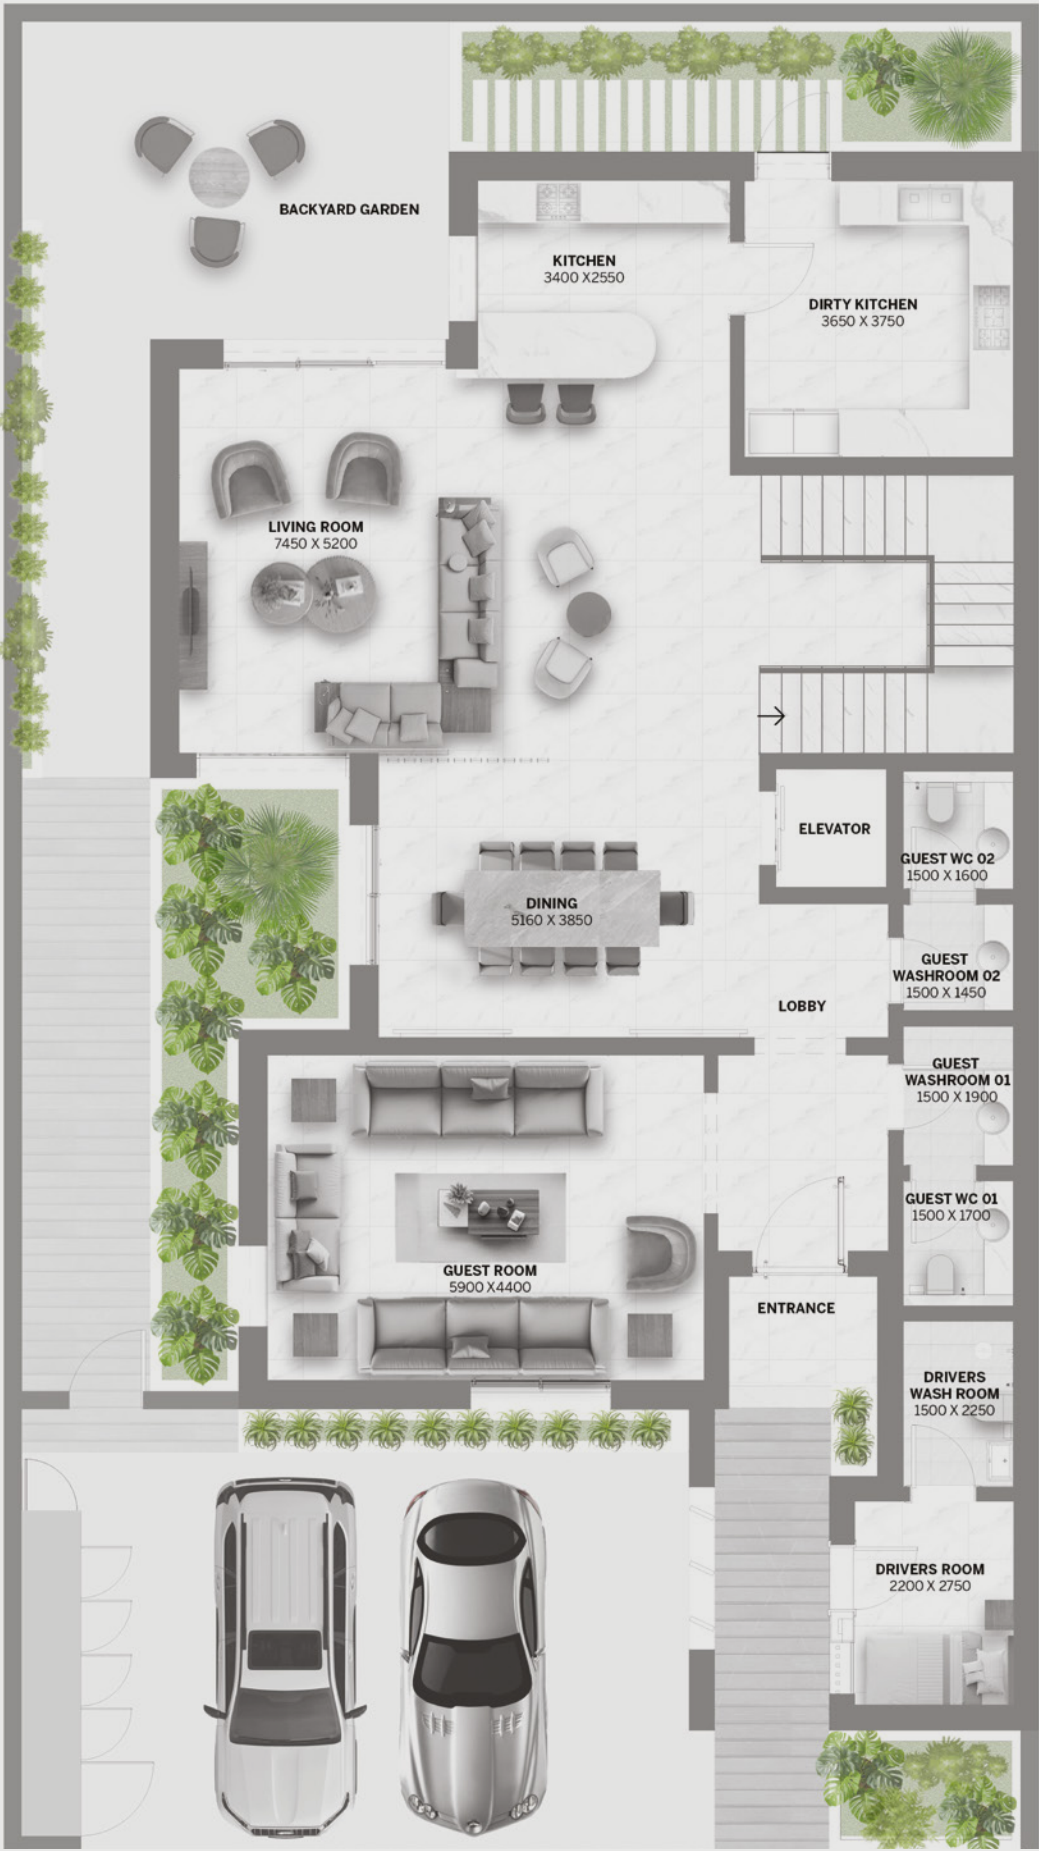 BACKYARD GARDEN
KITCHEN
3400 X2550
DIRTY KITCHEN
3650 X 3750
LIVING ROOM
7450 X 5200
ELEVATOR
GUEST WC 02
1500 X 1600
DINING
5160 X 3850
GUEST
WASHROOM 02
1500 X 1450
LOBBY
GUEST
WASHROOM 01
1500 X 1900
GUEST WC 01
1500 X 1700
GUEST ROOM
5900 X4400
ENTRANCE
DRIVERS
WASH ROOM
1500 X 2250
DRIVERS ROOM
2200 X 2750